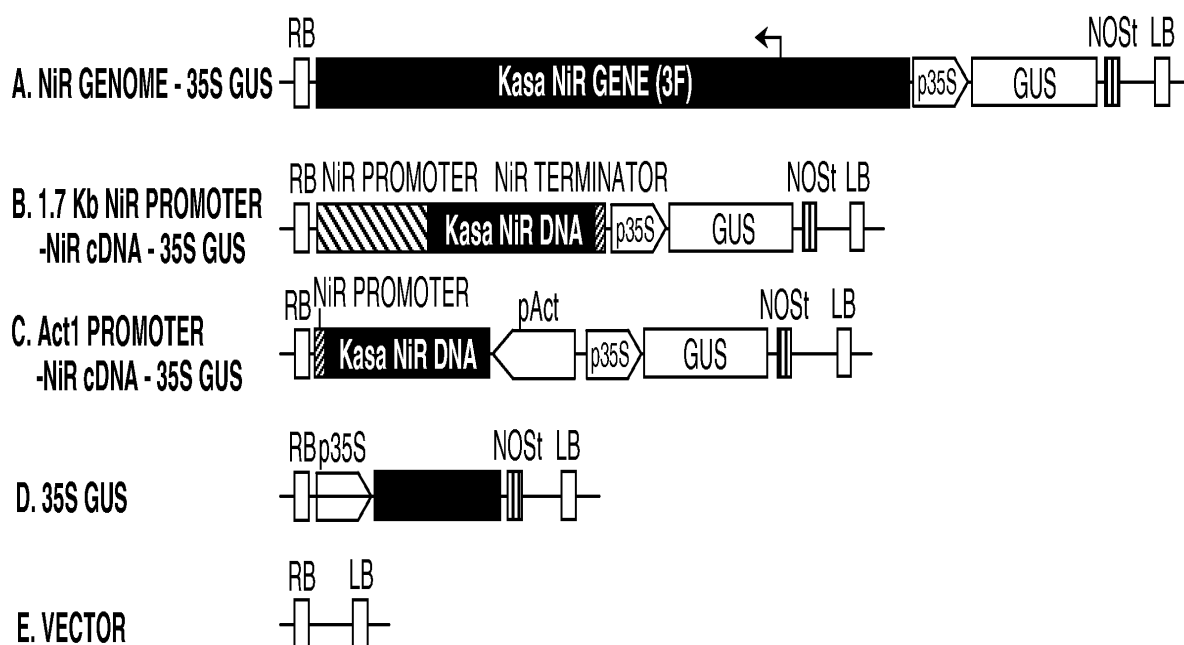 RB NOSt LB
A. NiR GENOME - 35S GUS Kasa NiR GENE (3F) p35S GUS
RB NiR PROMOTER NiR TERMINATOR NOSt LB
B. 1.7 Kb NiR PROMOTER
-NiR cDNA - 35S GUS
Kasa NiR DNA p35S GUS
RB NiR PROMOTER pAct NOSt LB
C. Act1 PROMOTER
-NiR cDNA - 35S GUS
Kasa NiR DNA p35S GUS
RB p35S NOSt LB
D. 35S GUS
RB LB
E. VECTOR